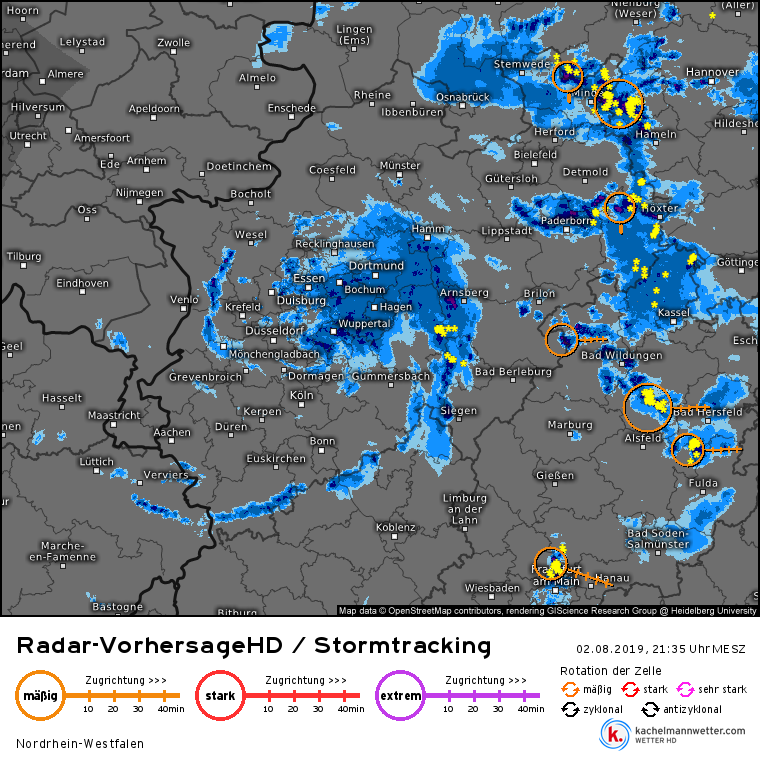 Hoorn
Lelystad
Zwolle
Lingen
(Ems)
Nienburg
(Weser)
(Aller)
Almere
Almelo
Stemwede
Hannover
Hilversum
Apeldoorn
Enschede
Rheine
Ibbenbüren
Osnabrück
Utrecht
Amersfoort
Herford
Hameln
Ede
Arnhem
Doetinchem
Coesfeld
Münster
Bielefeld
Gütersloh
Detmold
Nijmegen
Bocholt
Oss
Wesel
Recklinghausen
Hamm
Lippstadt
Paderborn
Höxter
Tilburg
Eindhoven
Venlo
Krefeld
Essen
Duisburg
Dortmund
Bochum
Hagen
Arnsberg
Brilon
Kassel
Düsseldorf
Wuppertal
Mönchengladbach
Bad Wildungen
Grevenbroich
Dormagen
Gummersbach
Bad Berleburg
Hasselt
Maastricht
Kerpen
Köln
Siegen
Marburg
Alsfeld
Bad Hersfeld
Aachen
Düren
Bonn
Lüttich
Verviers
Euskirchen
Gießen
Fulda
Limburg
an der
Lahn
Koblenz
Bad Soden-
Salmünster
Marche-
en-Famenne
Frankfurt
am Main
Hanau
Wiesbaden
Bastogne
Bitburg
Map data © OpenStreetMap contributors, rendering GIScience Research Group @ Heidelberg University
Radar-VorhersageHD / Stormtracking
02.08.2019, 21:35 Uhr MESZ
mäßig Zugrichtung >>> 10 20 30 40min
stark Zugrichtung >>> 10 20 30 40min
extrem Zugrichtung >>> 10 20 30 40min
Rotation der Zelle
mäßig stark sehr stark
zyklonal antizyklonal
k. kachelmannwetter.com
WETTER HD
Nordrhein-Westfalen